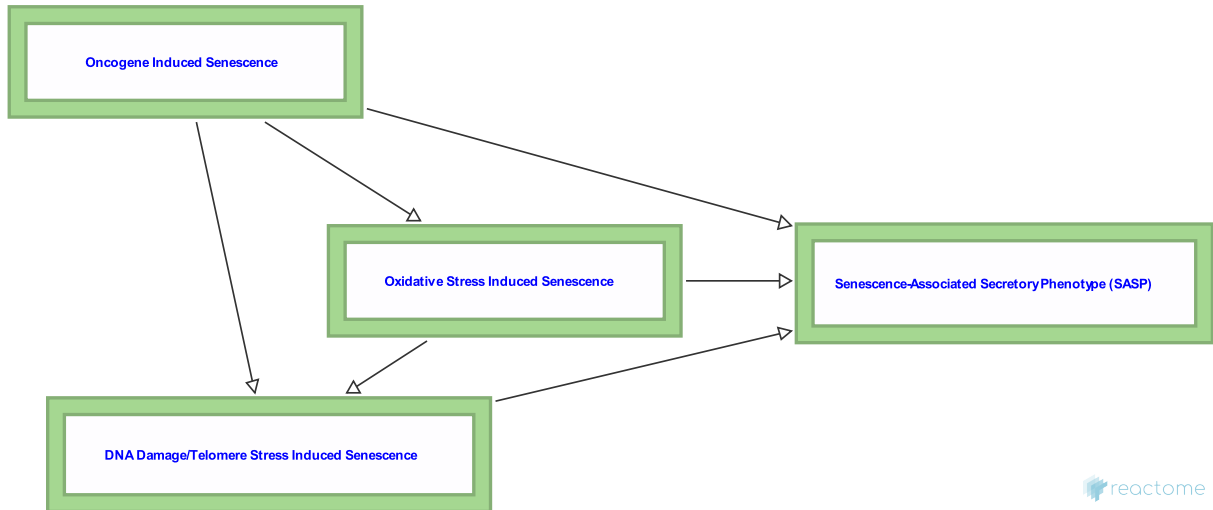 Oncogene Induced Senescence
Oxidative Stress Induced Senescence
Senescence-Associated Secretory Phenotype (SASP)
DNA Damage/Telomere Stress Induced Senescence
reactome